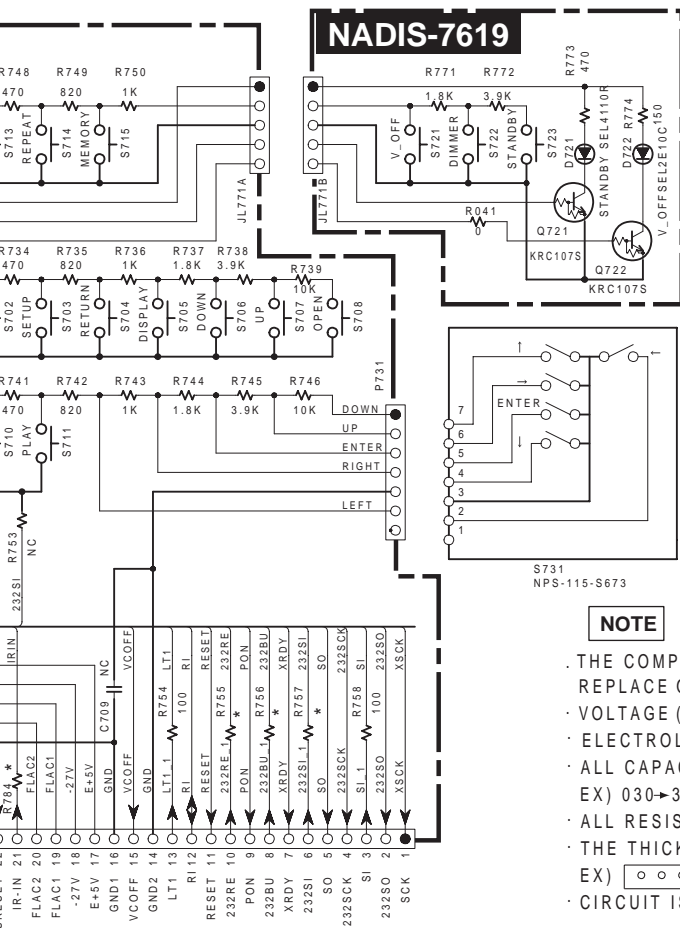 NADIS-7619
R748 R749 R750
470 820 1K
S713 REPEAT S714 MEMORY S715
JL771A
JL771B
R771 R772
1.8K 3.9K
V_OFF S721 DIMMER S722 STANDBY S723
R773 470
D721 STANDBY SEL4110R
D722 R774 150
V_OFF SEL2E10C
R041
0
Q721
KRC107S
Q722
KRC107S
R734 R735 R736 R737 R738 R739
470 820 1K 1.8K 3.9K 10K
S702 SETUP S703 RETURN S704 DISPLAY S705 DOWN S706 UP S707 OPEN S708
R741 R742 R743 R744 R745 R746
470 820 1K 1.8K 3.9K 10K
S710 PLAY S711
P731
DOWN
UP
ENTER
RIGHT
LEFT
↑
←
→
ENTER
↓
7
6
5
4
3
2
1
S731
NPS-115-S673
R753 NC
232SI
IRIN
NC
C709
VCOFF LT1 RI RESET 232RE PON 232BU XRDY 232SI SO 232SCK SI 232SO XSCK
R754 100 R755 * R756 * R757 * R758 100
R784 * FLAC2 FLAC1 -27V E+5V GND VCOFF GND LT1_1 RI RESET 232RE_1 PON 232BU_1 XRDY 232SI_1 SO 232SCK SI_1 232SO XSCK
IR-IN 21
FLAC2 20
FLAC1 19
-27V 18
E+5V 17
GND1 16
VCOFF 15
GND2 14
LT1 13
RI 12
RESET 11
232RE 10
PON 9
232BU 8
XRDY 7
232SI 6
SO 5
232SCK 4
SI 3
232SO 2
SCK 1
NOTE
. THE COMP
REPLACE
· VOLTAGE (
· ELECTROL
· ALL CAPA
EX) 030→3
· ALL RESIS
· THE THICK
EX)
· CIRCUIT IS